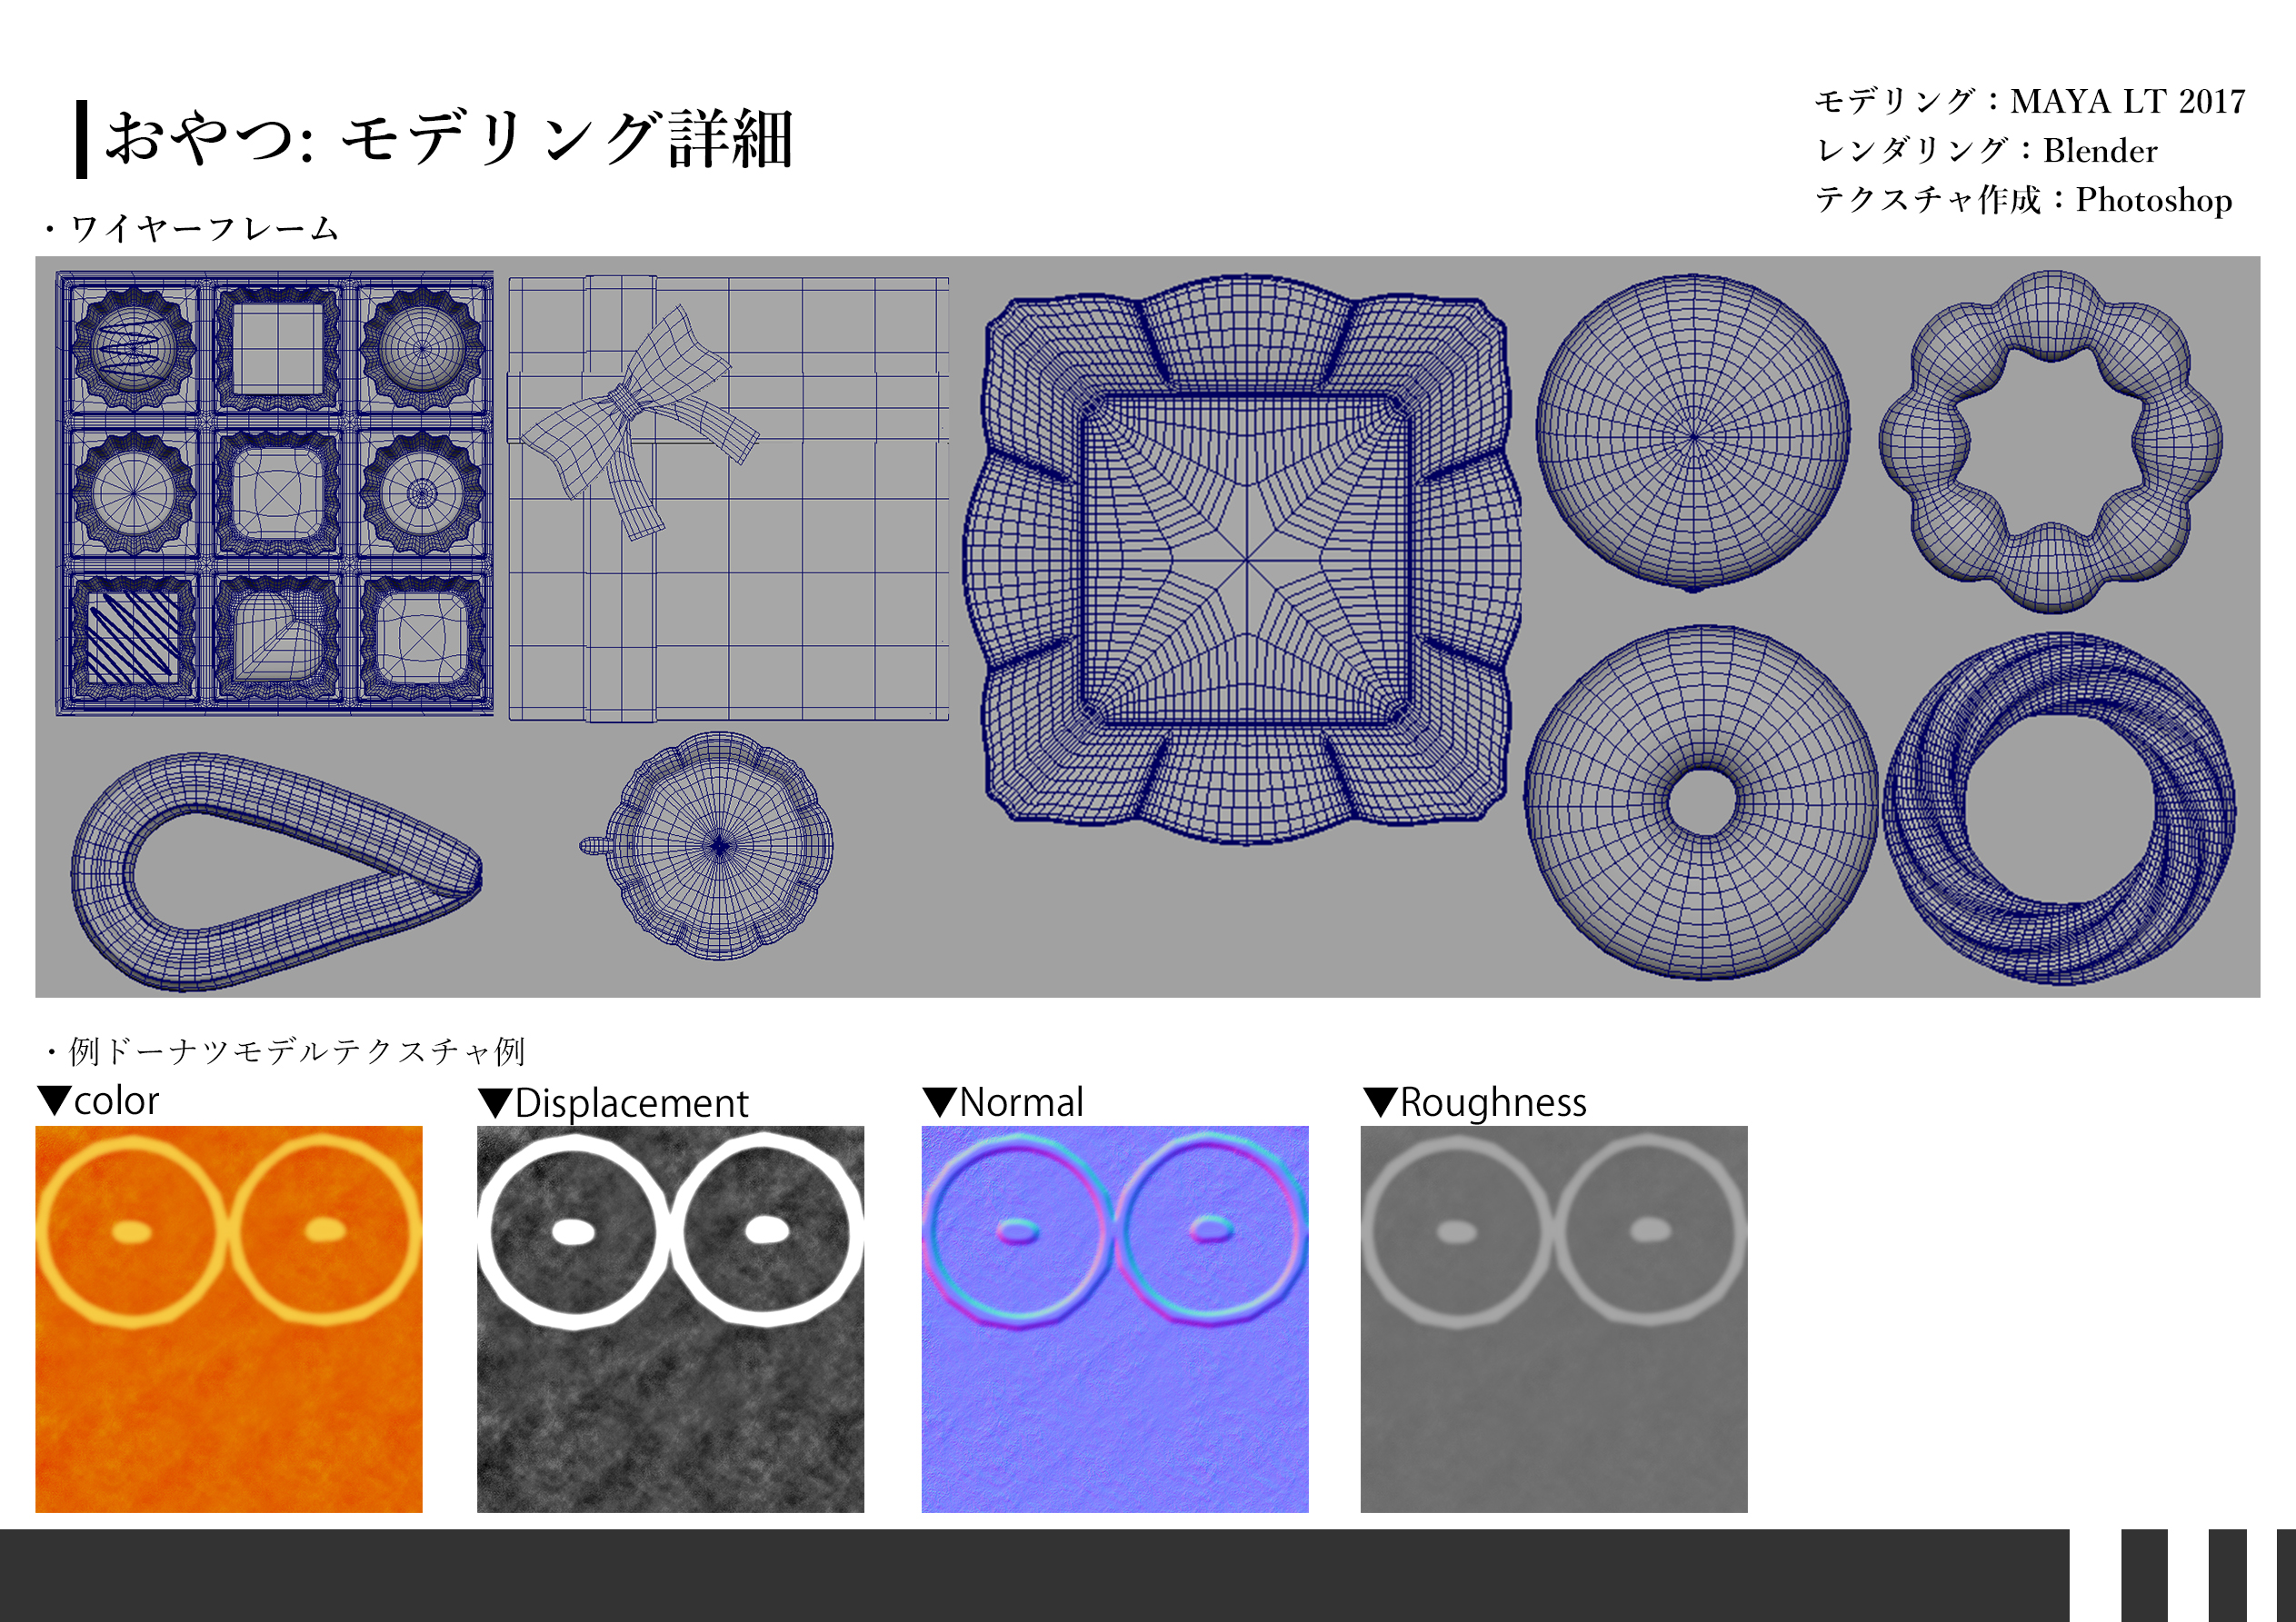 おやつ: モデリング詳細
モデリング：MAYA LT 2017
レンダリング：Blender
テクスチャ作成：Photoshop
・ワイヤーフレーム
・例ドーナツモデルテクスチャ例
▼color
▼Displacement
▼Normal
▼Roughness